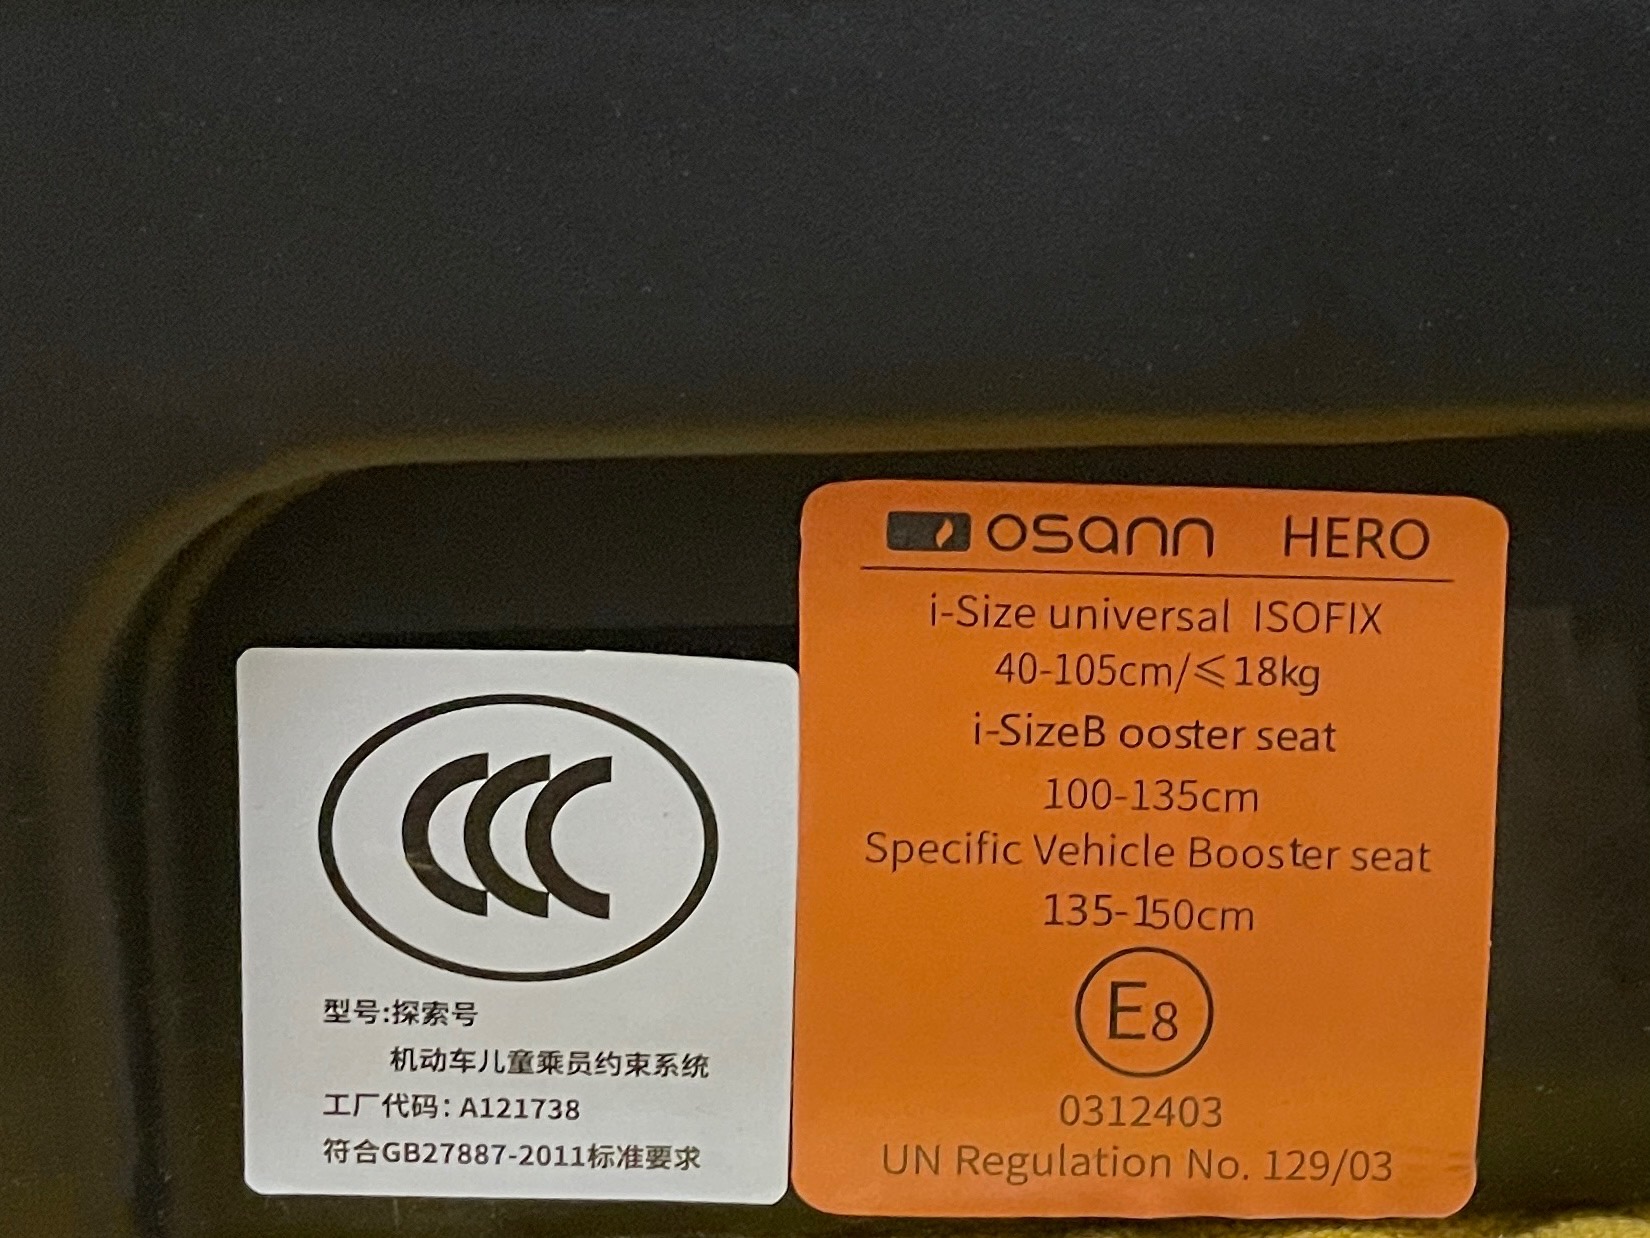 CCC
型号:探索号
机动车儿童乘员约束系统
工厂代码: A121738
符合GB27887-2011标准要求
osann HERO
i-Size universal ISOFIX
40-105cm/≤18kg
i-SizeB ooster seat
100-135cm
Specific Vehicle Booster seat
135-150cm
E8
0312403
UN Regulation No. 129/03